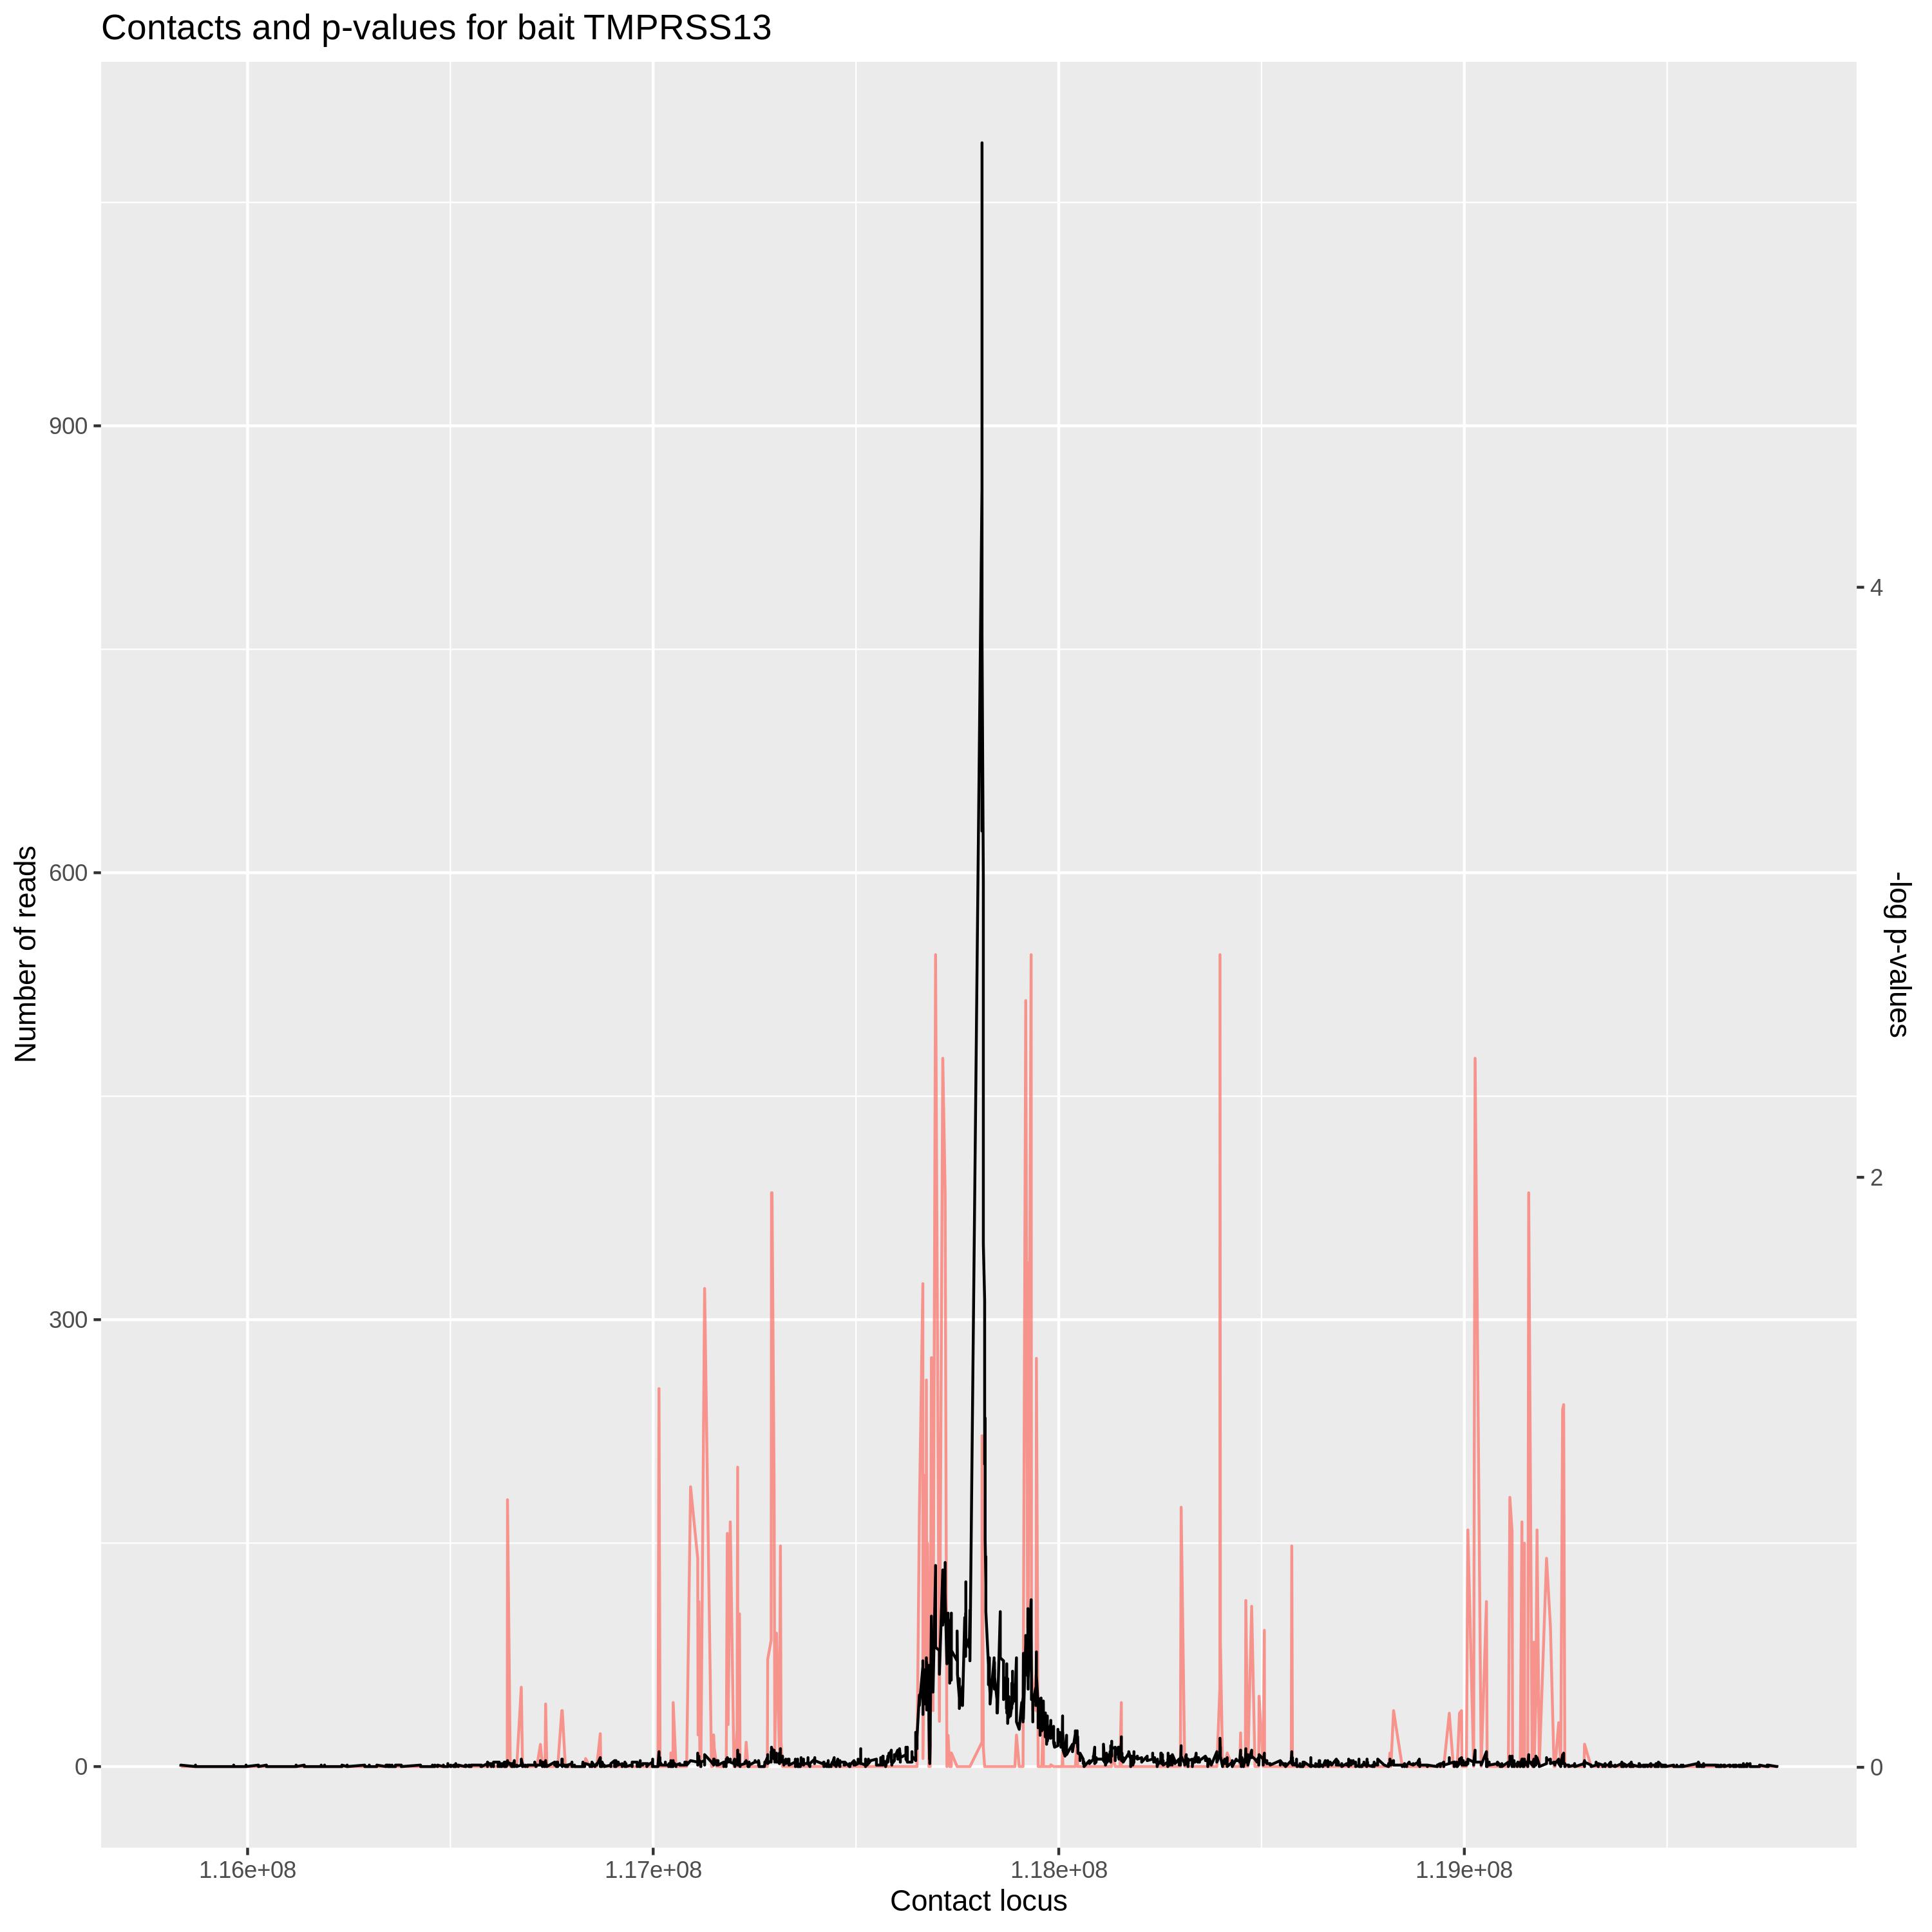 Contacts and p-values for bait TMPRSS13
Number of reads
900
600
300
0
4
2
0
-log p-values
1.16e+08
1.17e+08
1.18e+08
1.19e+08
Contact locus